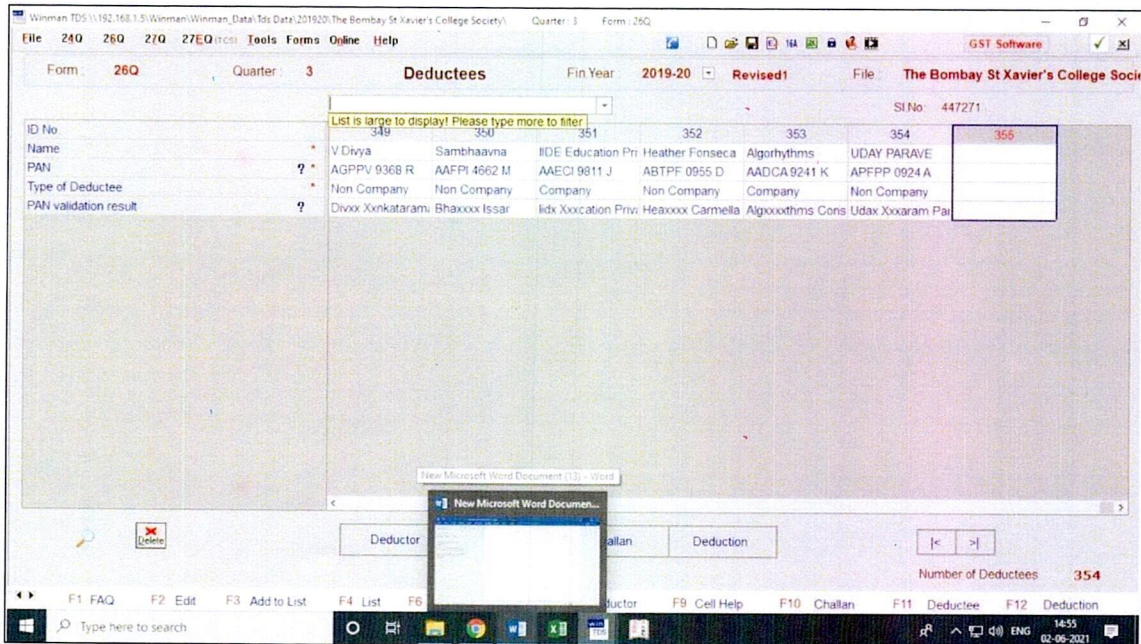 Winman TDS \\192.168.1.5\Winman\Winman_Data\Tds Data\201920\The Bombay St Xavier's College Society\ Quarter : 3 Form : 26Q
File 24Q 26Q 27Q 27EQ (TCS) Tools Forms Online Help GST Software
Form : 26Q Quarter : 3 Deductees Fin Year 2019-20 Revised1 File : The Bombay St Xavier's College Socie
Sl.No 447271
List is large to display! Please type more to filter
ID No 349 350 351 352 353 354 355
Name * V Divya Sambhaavna IIDE Education Pri Heather Fonseca Algorhythms UDAY PARAVE
PAN ? * AGPPV 9368 R AAFPI 4662 M AAECI 9811 J ABTPF 0955 D AADCA 9241 K APFPP 0924 A
Type of Deductee * Non Company Non Company Company Non Company Company Non Company
PAN validation result ? Divxx Xxnkatarama Bhaxxxx Issar Iidx Xxxcation Priva Heaxxxx Carmella Algxxxxthms Cons Udax Xxxaram Par
New Microsoft Word Document (13) - Word
New Microsoft Word Documen...
Delete Deductor allan Deduction |< >|
Number of Deductees 354
F1 FAQ F2 Edit F3 Add to List F4 List F6 ductor F9 Cell Help F10 Challan F11 Deductee F12 Deduction
Type here to search ENG 14:55
02-06-2021